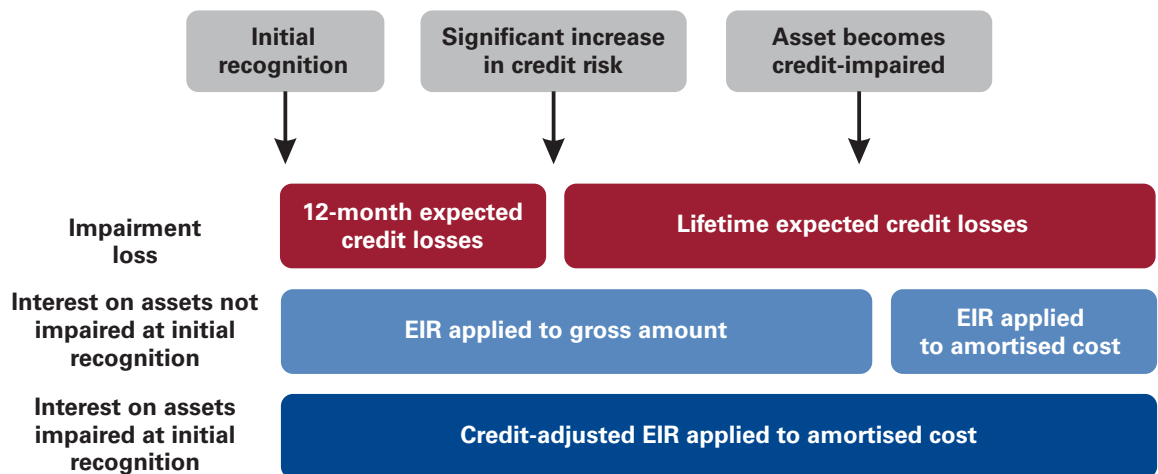 Initial
recognition
Significant increase
in credit risk
Asset becomes
credit-impaired
Impairment
loss
12-month expected
credit losses
Lifetime expected credit losses
Interest on assets not
impaired at initial
recognition
EIR applied to gross amount
EIR applied
to amortised cost
Interest on assets
impaired at initial
recognition
Credit-adjusted EIR applied to amortised cost